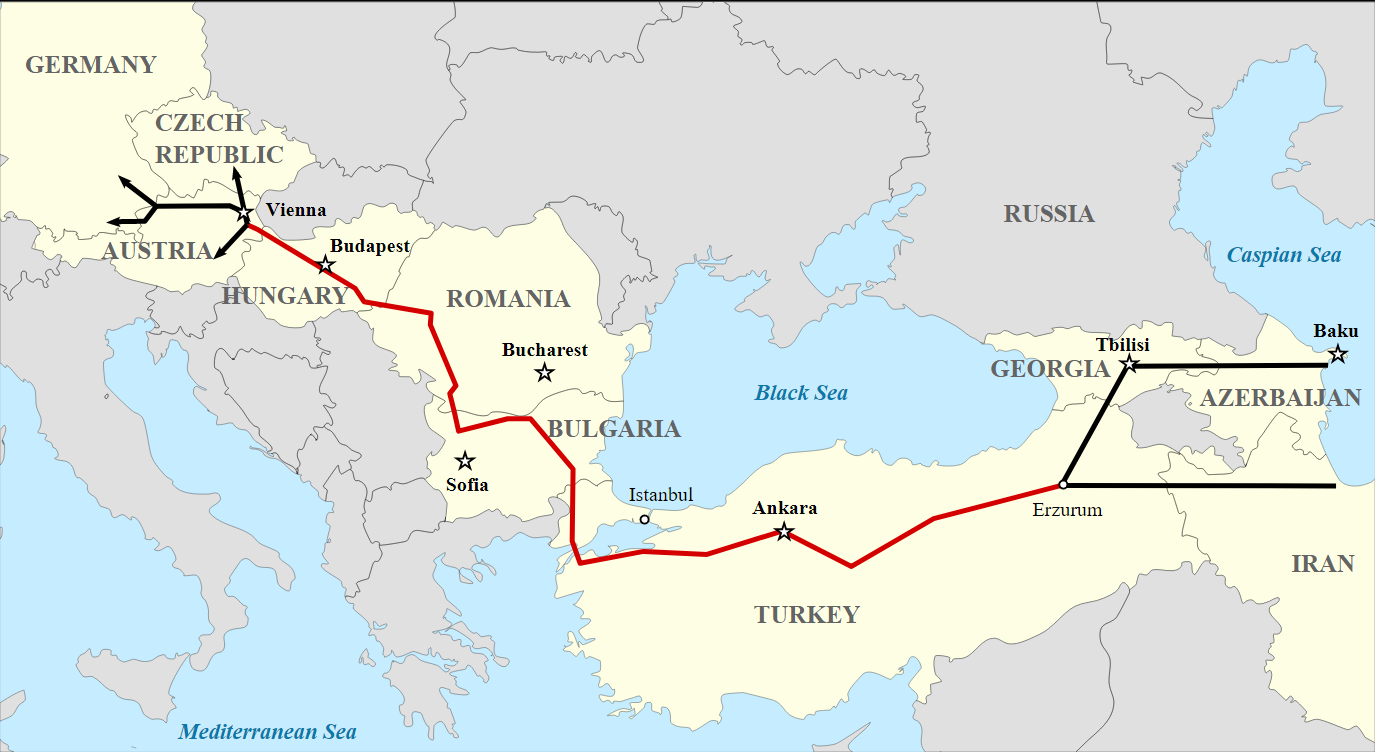 GERMANY
CZECH
REPUBLIC
Vienna
RUSSIA
AUSTRIA
Budapest
Caspian Sea
HUNGARY
ROMANIA
Baku
Tbilisi
Bucharest
GEORGIA
Black Sea
AZERBAIJAN
BULGARIA
Sofia
Istanbul
Ankara
Erzurum
IRAN
TURKEY
Mediterranean Sea